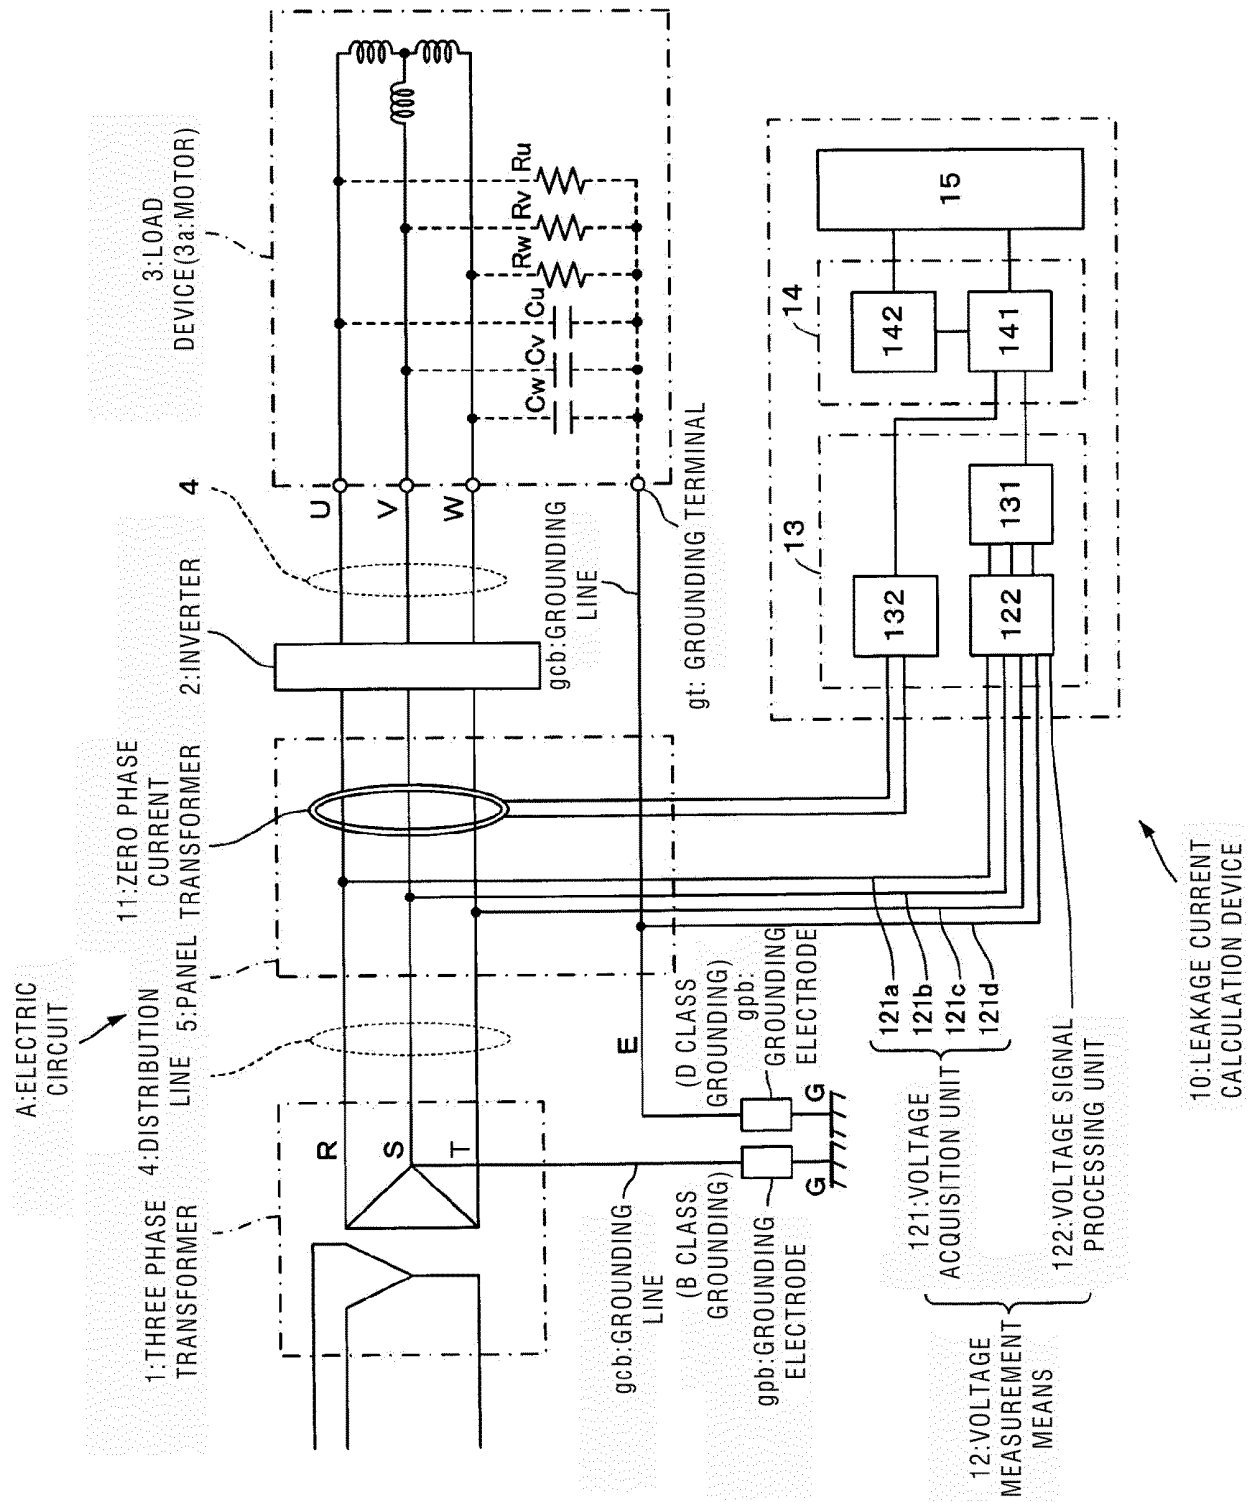 A:ELECTRIC
CIRCUIT
1:THREE PHASE
TRANSFORMER
4:DISTRIBUTION
LINE
5:PANEL
11:ZERO PHASE
CURRENT
TRANSFORMER
2:INVERTER
4
3:LOAD
DEVICE(3a:MOTOR)
R
S
T
U
V
W
Cw
Cv
Cu
Rw
Rv
Ru
E
gcb:GROUNDING
LINE
gt: GROUNDING TERMINAL
gcb:GROUNDING
LINE
(B CLASS
GROUNDING)
gpb:GROUNDING
ELECTRODE
(D CLASS
GROUNDING)
gpb:
GROUNDING
ELECTRODE
G
G
121a
121b
121c
121d
121:VOLTAGE
ACQUISITION UNIT
122:VOLTAGE SIGNAL
PROCESSING UNIT
12:VOLTAGE
MEASUREMENT
MEANS
13
132
122
131
14
142
141
15
10:LEAKAGE CURRENT
CALCULATION DEVICE